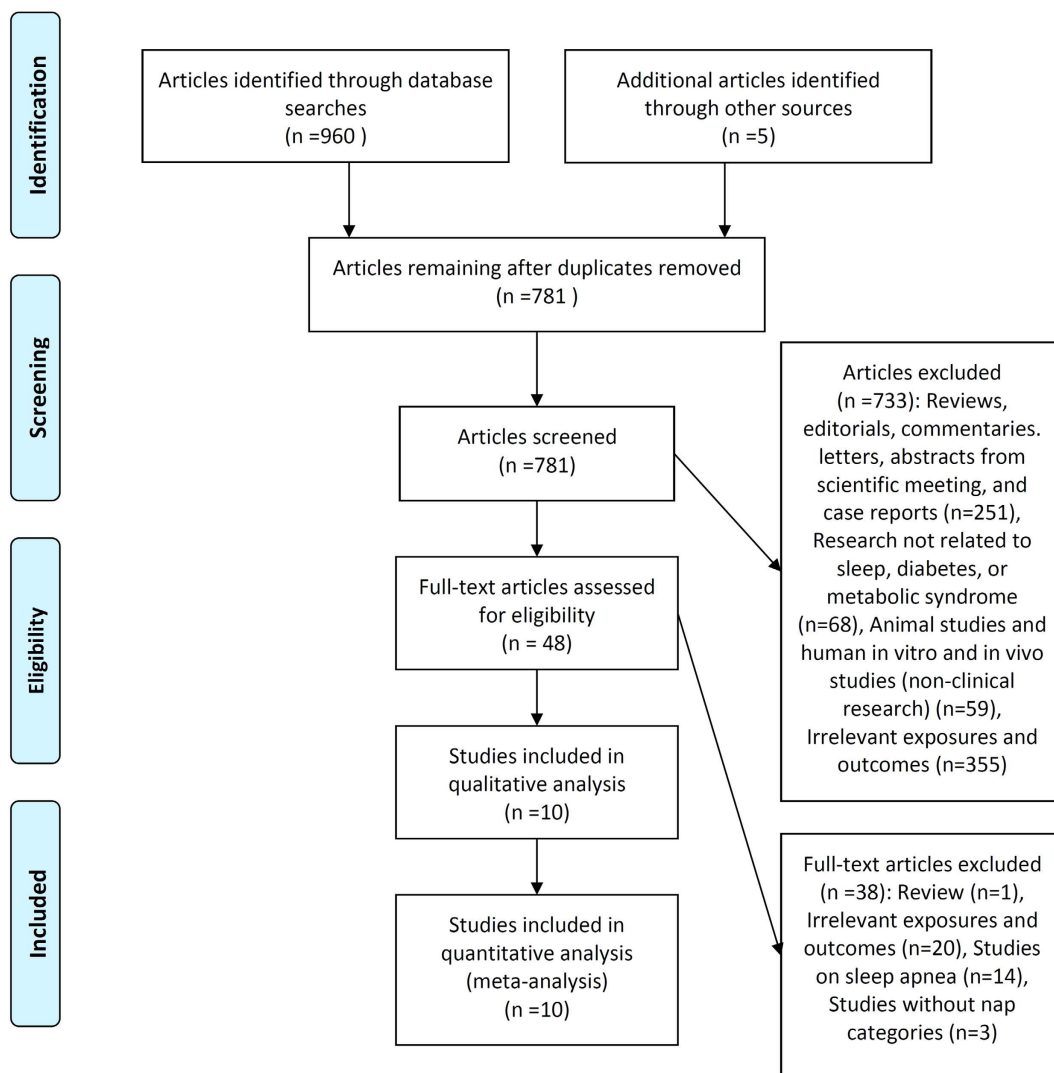 Identification
Articles identified through database
searches
(n =960 )
Additional articles identified
through other sources
(n =5)
Articles remaining after duplicates removed
(n =781 )
Screening
Articles screened
(n =781)
Articles excluded
(n =733): Reviews,
editorials, commentaries.
letters, abstracts from
scientific meeting, and
case reports (n=251),
Research not related to
sleep, diabetes, or
metabolic syndrome
(n=68), Animal studies and
human in vitro and in vivo
studies (non-clinical
research) (n=59),
Irrelevant exposures and
outcomes (n=355)
Eligibility
Full-text articles assessed
for eligibility
(n = 48)
Studies included in
qualitative analysis
(n =10)
Full-text articles excluded
(n =38): Review (n=1),
Irrelevant exposures and
outcomes (n=20), Studies
on sleep apnea (n=14),
Studies without nap
categories (n=3)
Included
Studies included in
quantitative analysis
(meta-analysis)
(n =10)